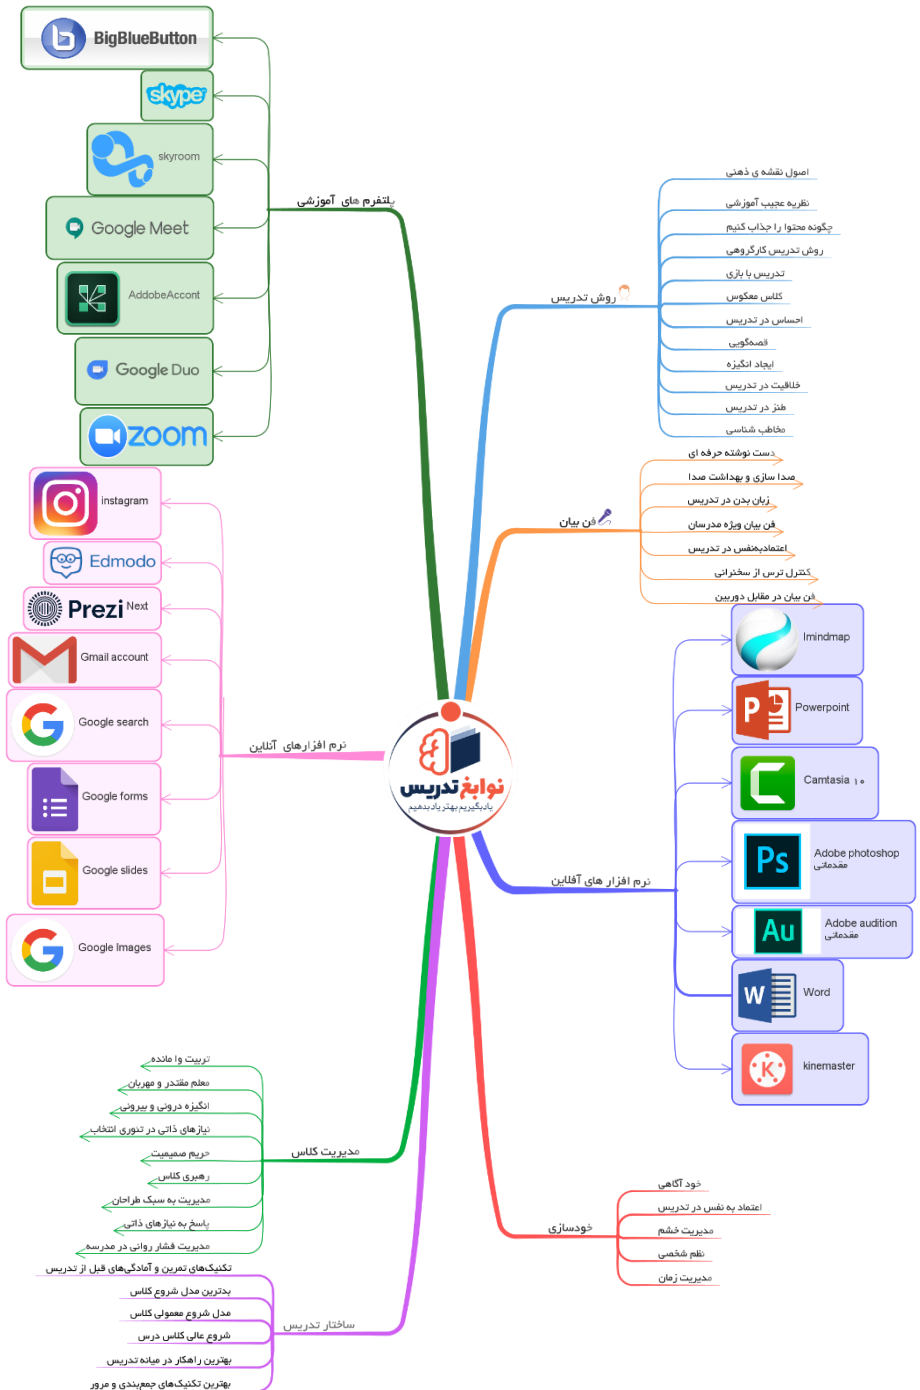 BigBlueButton
skype
skyroom
Google Meet
AddobeAccont
Google Duo
zoom
پلتفرم های آموزشی
اصول نقشه ی ذهنی
نظریه عجیب آموزشی
چگونه محتوا را جذاب کنیم
روش تدریس کارگروهی
تدریس با بازی
کلاس معکوس
احساس در تدریس
قصه‌گویی
ایجاد انگیزه
خلاقیت در تدریس
طنز در تدریس
مخاطب شناسی
روش تدریس
دست نوشته حرفه ای
صدا سازی و بهداشت صدا
زبان بدن در تدریس
فن بیان ویژه مدرسان
اعتمادبه‌نفس در تدریس
کنترل ترس از سخنرانی
فن بیان در مقابل دوربین
فن بیان
instagram
Edmodo
Prezi Next
Gmail account
Google search
Google forms
Google slides
Google Images
نرم افزارهای آنلاین
نوابغ تدریس
یادبگیریم بهتر یاد بدهیم
Imindmap
P
Powerpoint
Camtasia ۱۰
Ps
Adobe photoshop
مقدماتی
Au
Adobe audition
مقدماتی
W
Word
K
kinemaster
نرم افزار های آفلاین
تربیت وا مانده
معلم مقتدر و مهربان
انگیزه درونی و بیرونی
نیازهای ذاتی در تئوری انتخاب
حریم صمیمیت
رهبری کلاس
مدیریت به سبک طراحان
پاسخ به نیازهای ذاتی
مدیریت فشار روانی در مدرسه
مدیریت کلاس
خود آگاهی
اعتماد به نفس در تدریس
مدیریت خشم
نظم شخصی
مدیریت زمان
خودسازی
تکنیک‌های تمرین و آمادگی‌های قبل از تدریس
بدترین مدل شروع کلاس
مدل شروع معمولی کلاس
شروع عالی کلاس درس
بهترین راهکار در میانه تدریس
بهترین تکنیک‌های جمع‌بندی و مرور
ساختار تدریس